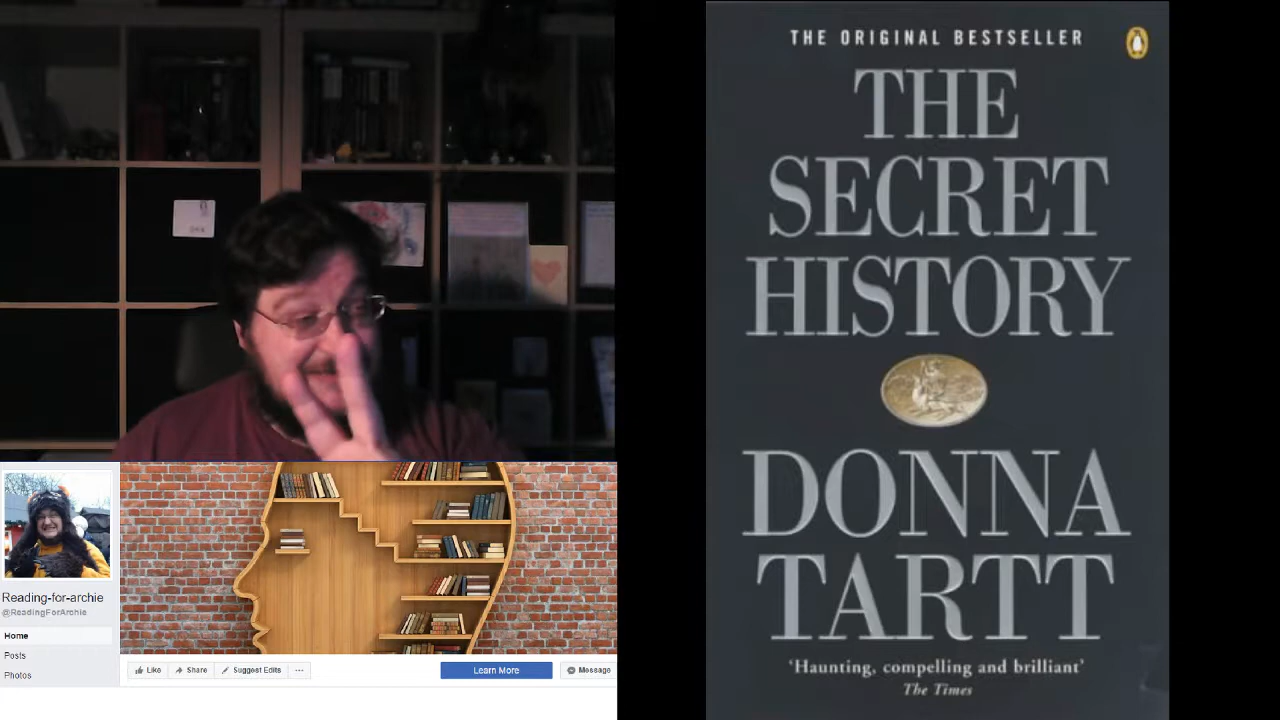 Reading-for-archie
@ReadingForArchie
Home
Posts
Photos
Like
Share
Suggest Edits
Learn More
Message
THE ORIGINAL BESTSELLER
THE
SECRET
HISTORY
DONNA
TARTT
‘Haunting, compelling and brilliant’
The Times